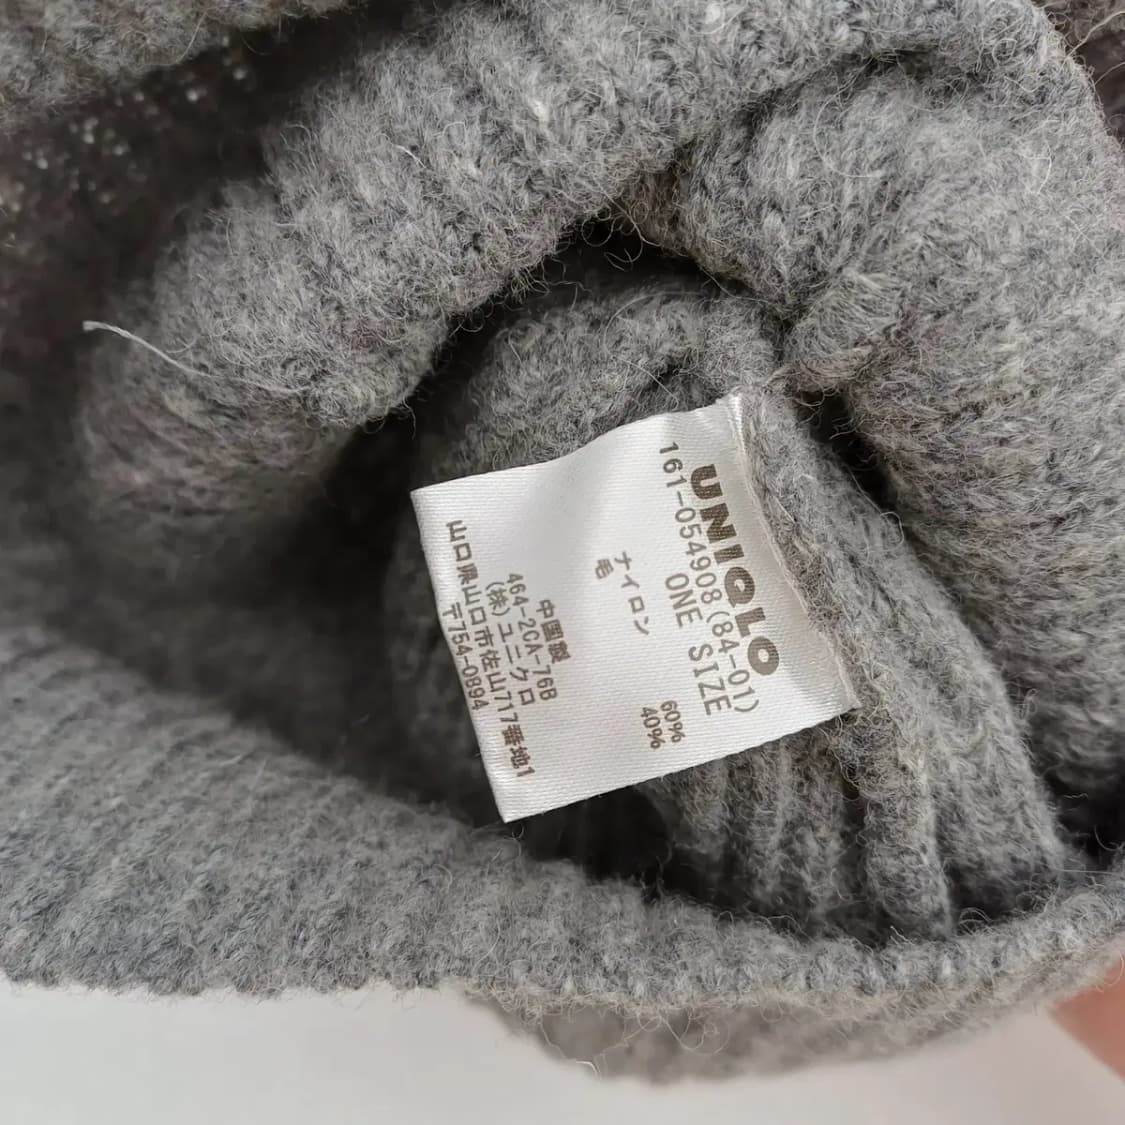 UNIQLO
161-054908(84-01)
ONE SIZE
ナイロン 60%
毛 40%
中国製
464-2CA-76B
(株)ユニクロ
〒754-0894
山口県山口市佐山717番地1